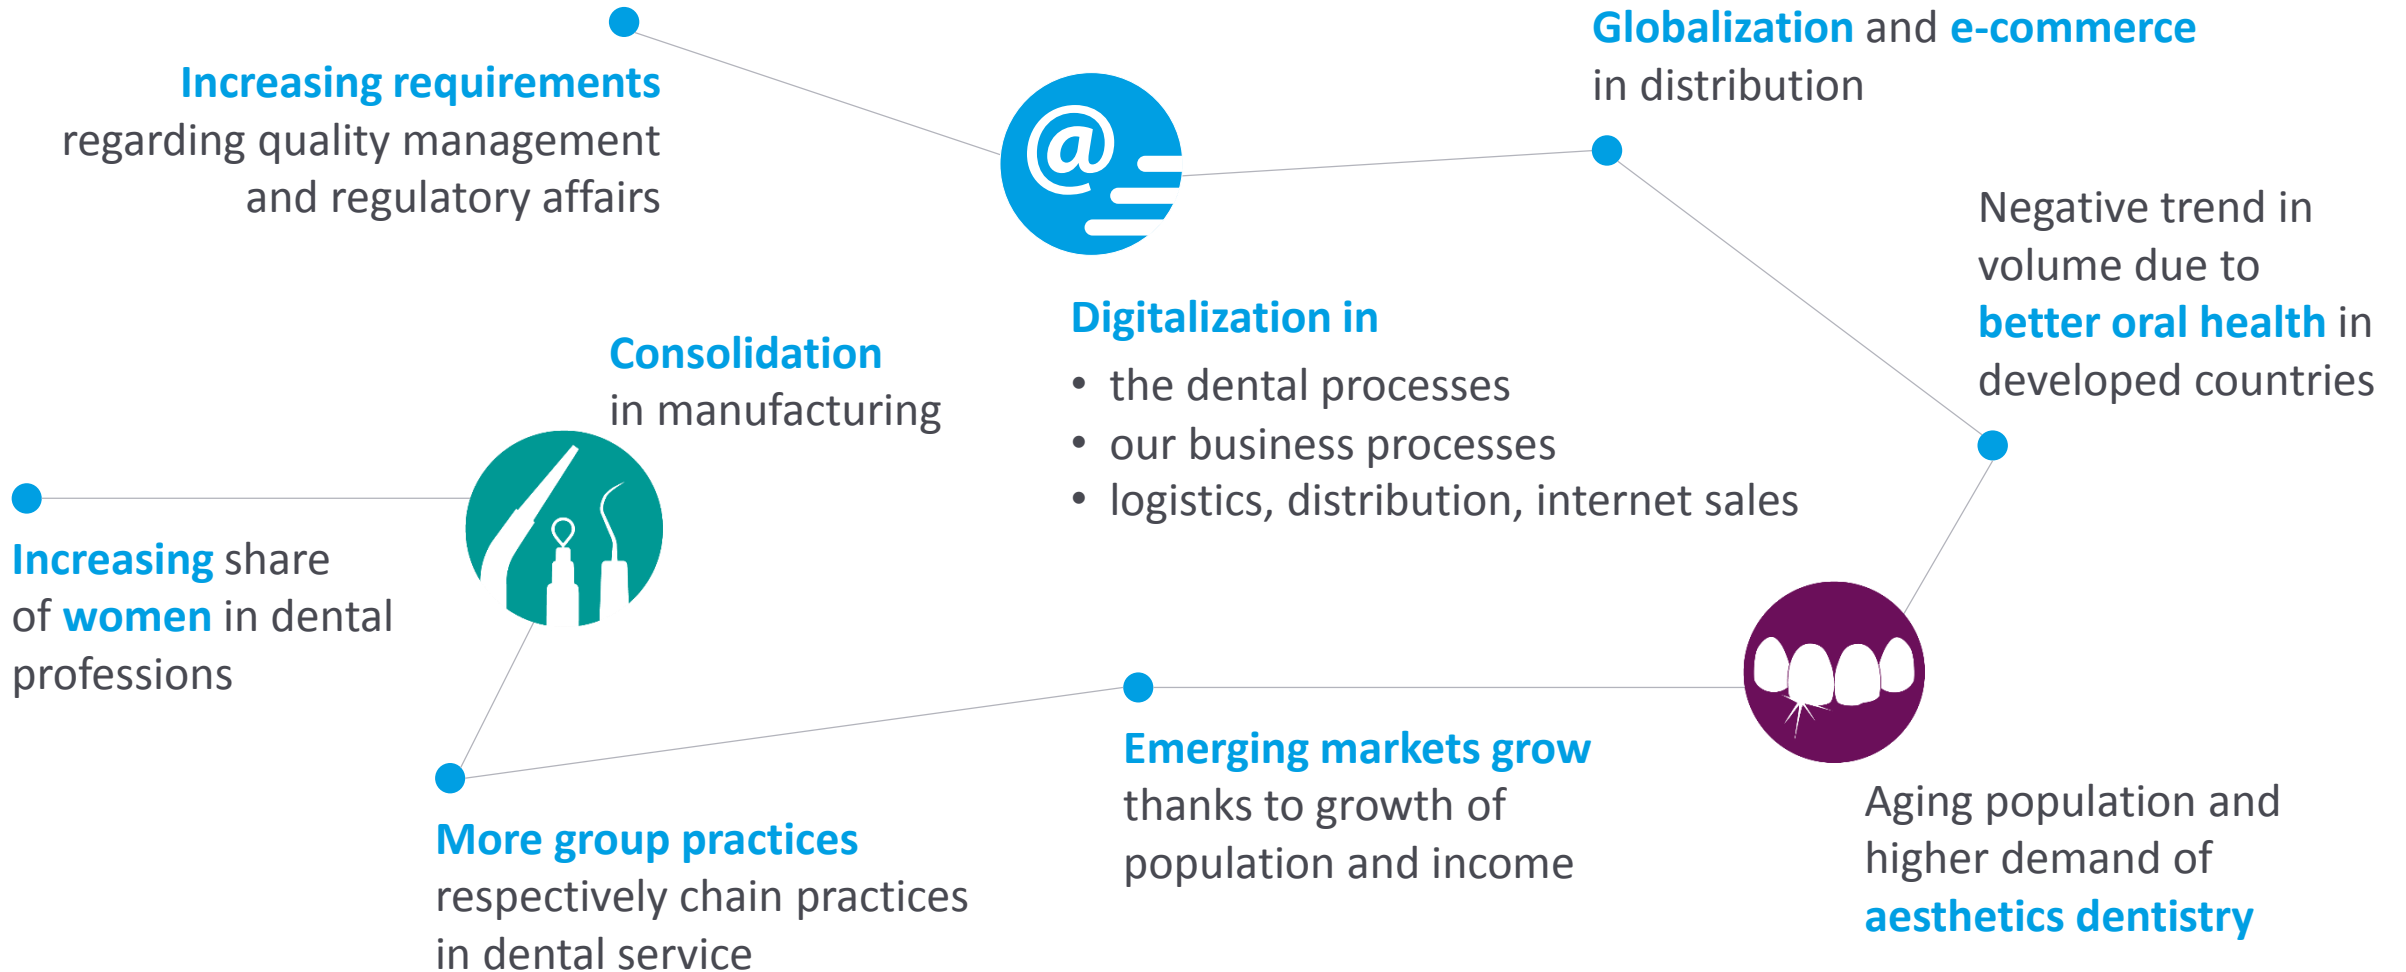 Increasing requirements
regarding quality management
and regulatory affairs
@
Globalization and e-commerce
in distribution
Negative trend in
volume due to
better oral health in
developed countries
Digitalization in
• the dental processes
• our business processes
• logistics, distribution, internet sales
Consolidation
in manufacturing
Increasing share
of women in dental
professions
More group practices
respectively chain practices
in dental service
Emerging markets grow
thanks to growth of
population and income
Aging population and
higher demand of
aesthetics dentistry